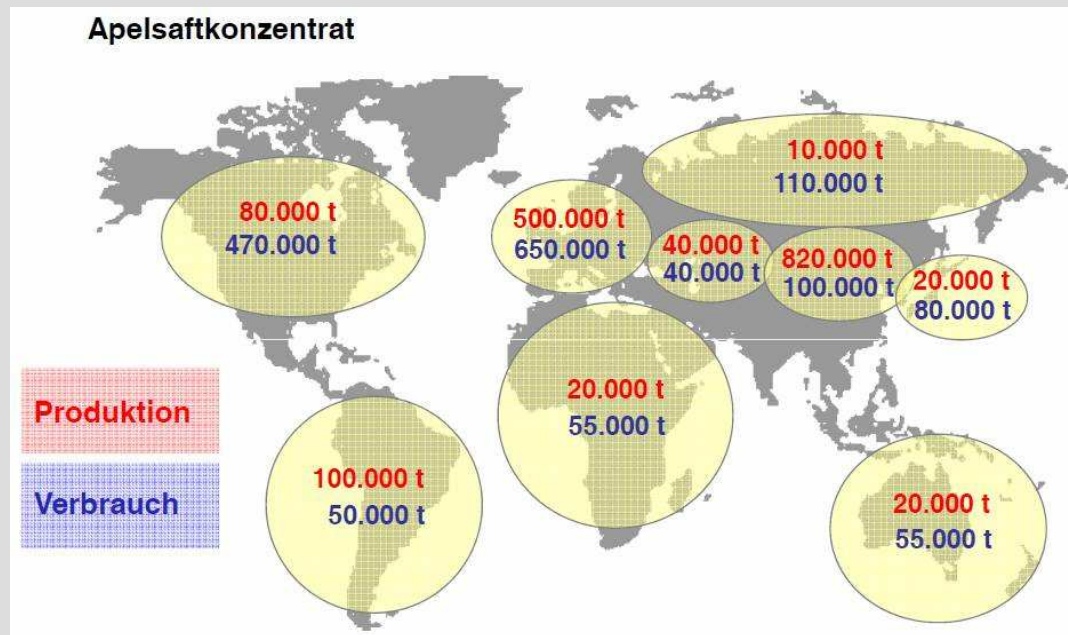 Apelsaftkonzentrat
10.000 t
110.000 t
80.000 t
470.000 t
500.000 t
650.000 t
40.000 t
40.000 t
820.000 t
100.000 t
20.000 t
80.000 t
20.000 t
55.000 t
Produktion
Verbrauch
100.000 t
50.000 t
20.000 t
55.000 t